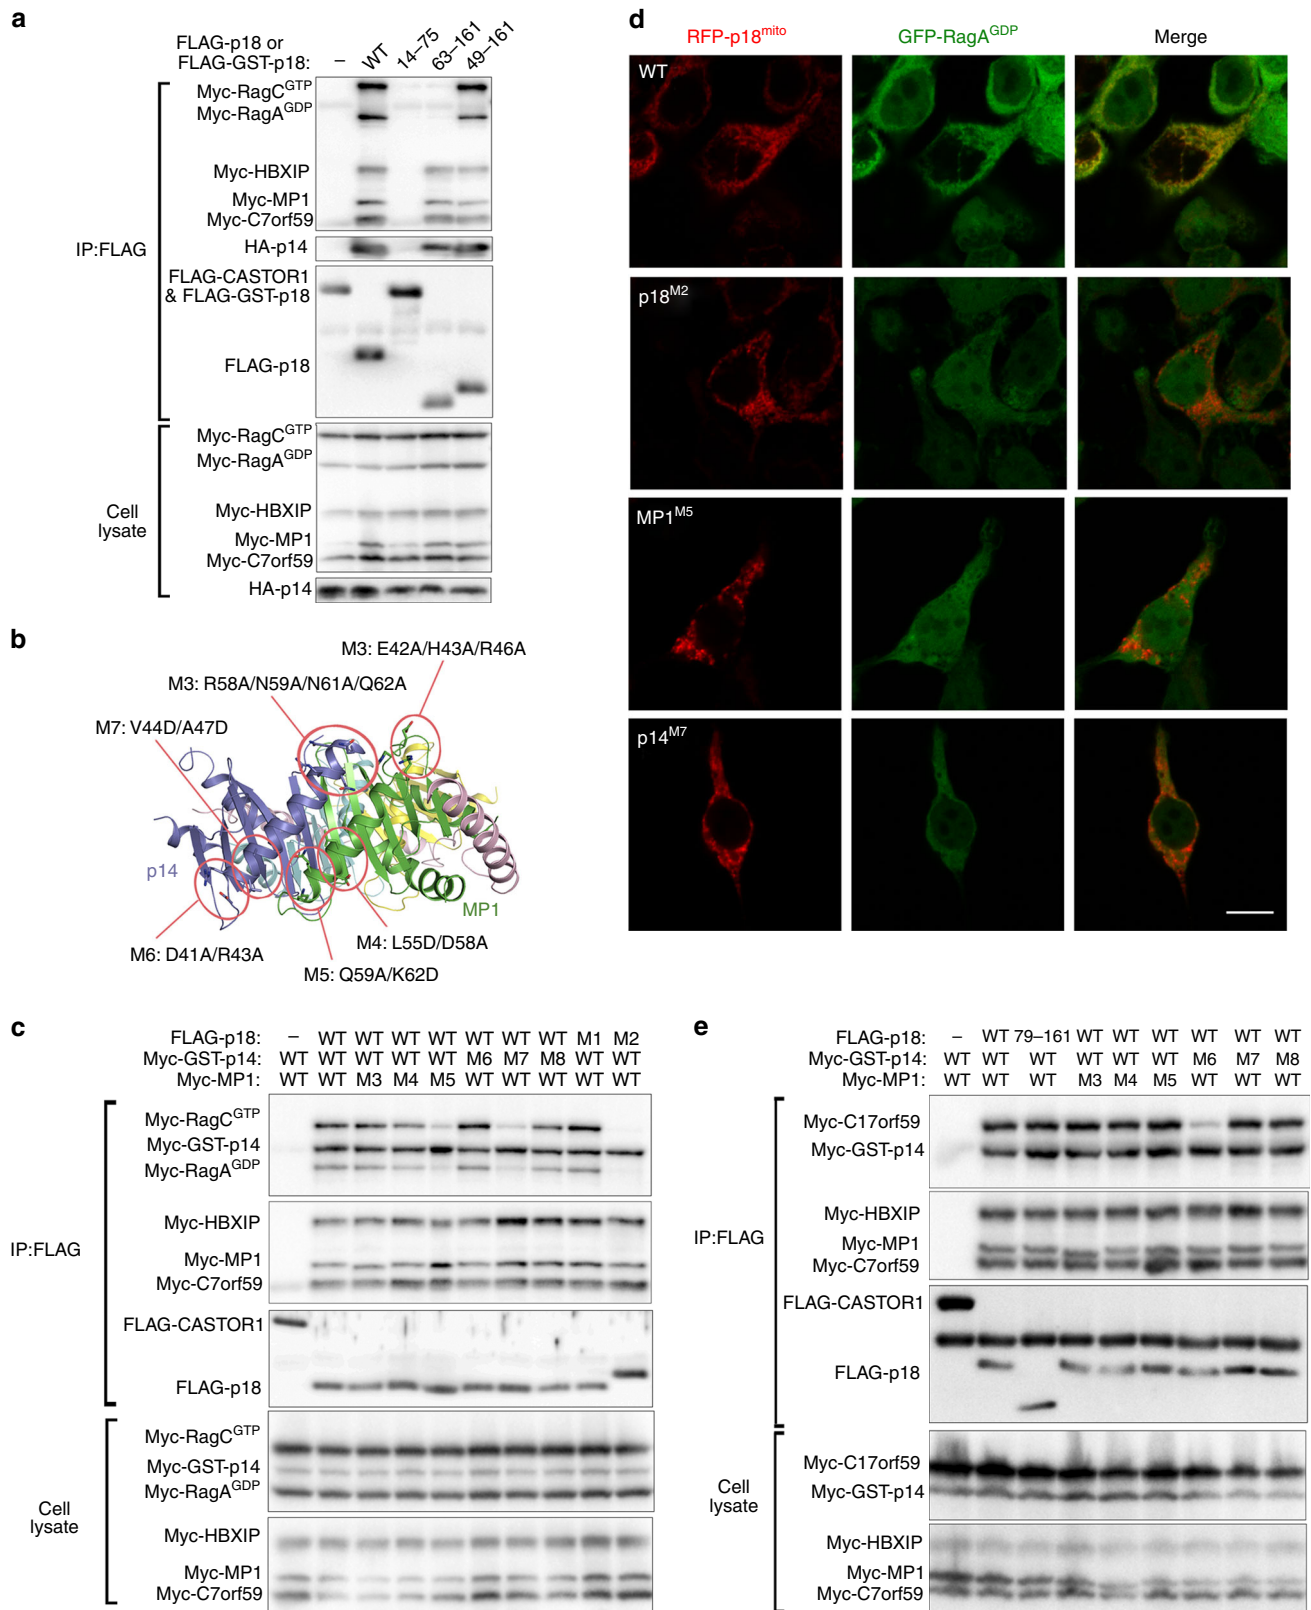 a
FLAG-p18 or
FLAG-GST-p18: – WT 14–75 63–161 49–161
IP:FLAG
Myc-RagC^GTP
Myc-RagA^GDP
Myc-HBXIP
Myc-MP1
Myc-C7orf59
HA-p14
FLAG-CASTOR1
& FLAG-GST-p18
FLAG-p18
Cell
lysate
Myc-RagC^GTP
Myc-RagA^GDP
Myc-HBXIP
Myc-MP1
Myc-C7orf59
HA-p14
b
M3: E42A/H43A/R46A
M3: R58A/N59A/N61A/Q62A
M7: V44D/A47D
p14
MP1
M6: D41A/R43A
M4: L55D/D58A
M5: Q59A/K62D
c
FLAG-p18: – WT WT WT WT WT WT WT M1 M2
Myc-GST-p14: WT WT WT WT WT M6 M7 M8 WT WT
Myc-MP1: WT WT M3 M4 M5 WT WT WT WT WT
IP:FLAG
Myc-RagC^GTP
Myc-GST-p14
Myc-RagA^GDP
Myc-HBXIP
Myc-MP1
Myc-C7orf59
FLAG-CASTOR1
FLAG-p18
Cell
lysate
Myc-RagC^GTP
Myc-GST-p14
Myc-RagA^GDP
Myc-HBXIP
Myc-MP1
Myc-C7orf59
d
RFP-p18^mito GFP-RagA^GDP Merge
WT
p18^M2
MP1^M5
p14^M7
e
FLAG-p18: – WT 79–161 WT WT WT WT WT WT
Myc-GST-p14: WT WT WT WT WT WT M6 M7 M8
Myc-MP1: WT WT WT M3 M4 M5 WT WT WT
IP:FLAG
Myc-C17orf59
Myc-GST-p14
Myc-HBXIP
Myc-MP1
Myc-C7orf59
FLAG-CASTOR1
FLAG-p18
Cell
lysate
Myc-C17orf59
Myc-GST-p14
Myc-HBXIP
Myc-MP1
Myc-C7orf59